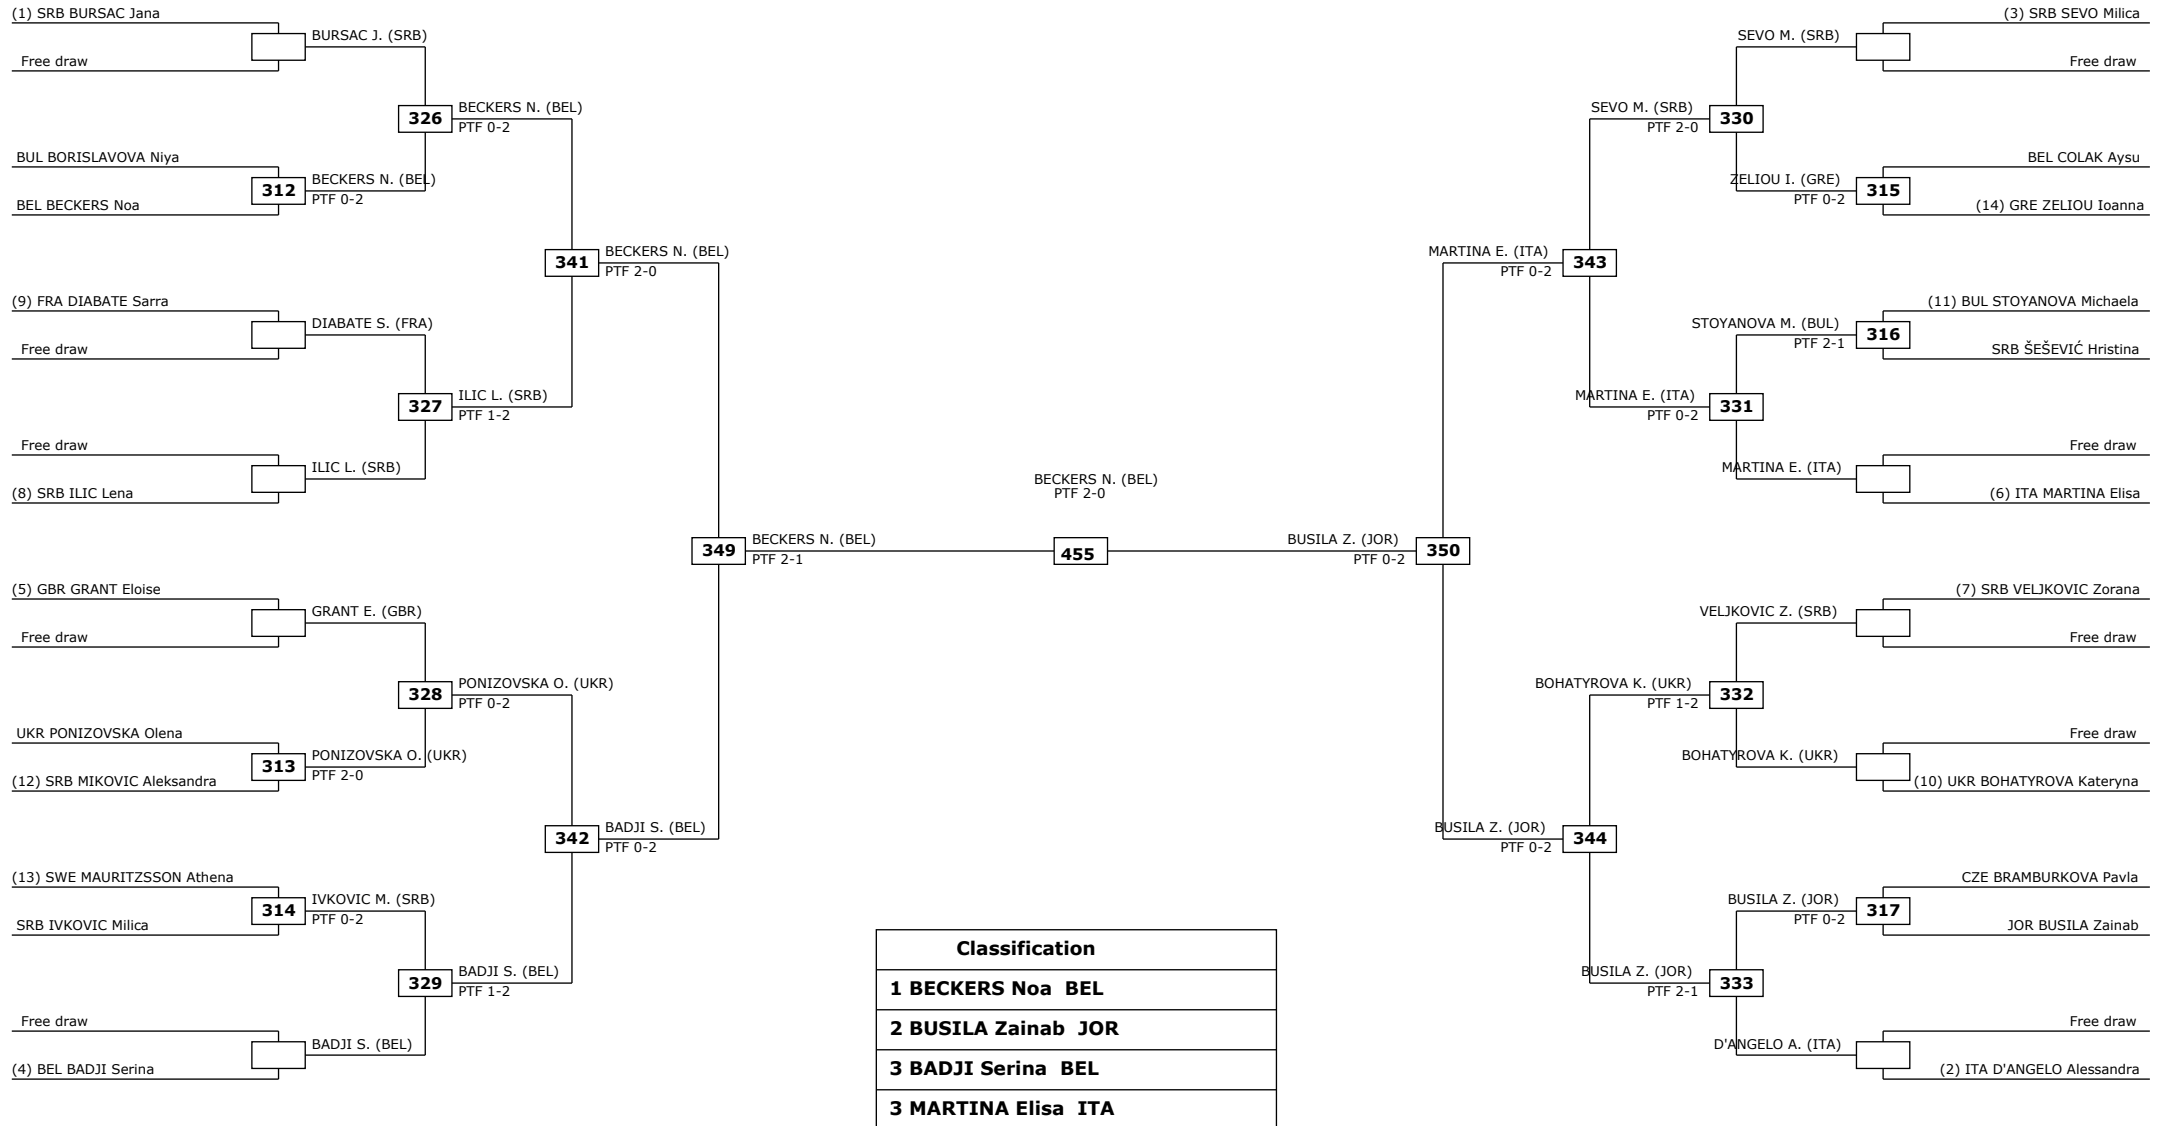 (1) SRB BURSAC Jana
BURSAC J. (SRB)
Free draw
BECKERS N. (BEL)
326
PTF 0-2
BUL BORISLAVOVA Niya
312
BECKERS N. (BEL)
PTF 0-2
BEL BECKERS Noa
341
BECKERS N. (BEL)
PTF 2-0
(9) FRA DIABATE Sarra
DIABATE S. (FRA)
Free draw
327
ILIC L. (SRB)
PTF 1-2
Free draw
ILIC L. (SRB)
(8) SRB ILIC Lena
349
BECKERS N. (BEL)
PTF 2-1
(5) GBR GRANT Eloise
GRANT E. (GBR)
Free draw
328
PONIZOVSKA O. (UKR)
PTF 0-2
UKR PONIZOVSKA Olena
313
PONIZOVSKA O. (UKR)
PTF 2-0
(12) SRB MIKOVIC Aleksandra
342
BADJI S. (BEL)
PTF 0-2
(13) SWE MAURITZSSON Athena
314
IVKOVIC M. (SRB)
PTF 0-2
SRB IVKOVIC Milica
329
BADJI S. (BEL)
PTF 1-2
Free draw
BADJI S. (BEL)
(4) BEL BADJI Serina
BECKERS N. (BEL)
PTF 2-0
455
(3) SRB SEVO Milica
SEVO M. (SRB)
Free draw
SEVO M. (SRB)
PTF 2-0
330
BEL COLAK Aysu
ZELIOU I. (GRE)
PTF 0-2
315
(14) GRE ZELIOU Ioanna
MARTINA E. (ITA)
PTF 0-2
343
(11) BUL STOYANOVA Michaela
STOYANOVA M. (BUL)
PTF 2-1
316
SRB ŠEŠEVIĆ Hristina
MARTINA E. (ITA)
PTF 0-2
331
Free draw
MARTINA E. (ITA)
(6) ITA MARTINA Elisa
BUSILA Z. (JOR)
PTF 0-2
350
(7) SRB VELJKOVIC Zorana
VELJKOVIC Z. (SRB)
Free draw
BOHATYROVA K. (UKR)
PTF 1-2
332
Free draw
BOHATYROVA K. (UKR)
(10) UKR BOHATYROVA Kateryna
BUSILA Z. (JOR)
PTF 0-2
344
CZE BRAMBURKOVA Pavla
BUSILA Z. (JOR)
PTF 0-2
317
JOR BUSILA Zainab
BUSILA Z. (JOR)
PTF 2-1
333
Free draw
D'ANGELO A. (ITA)
(2) ITA D'ANGELO Alessandra
Classification
1 BECKERS Noa BEL
2 BUSILA Zainab JOR
3 BADJI Serina BEL
3 MARTINA Elisa ITA